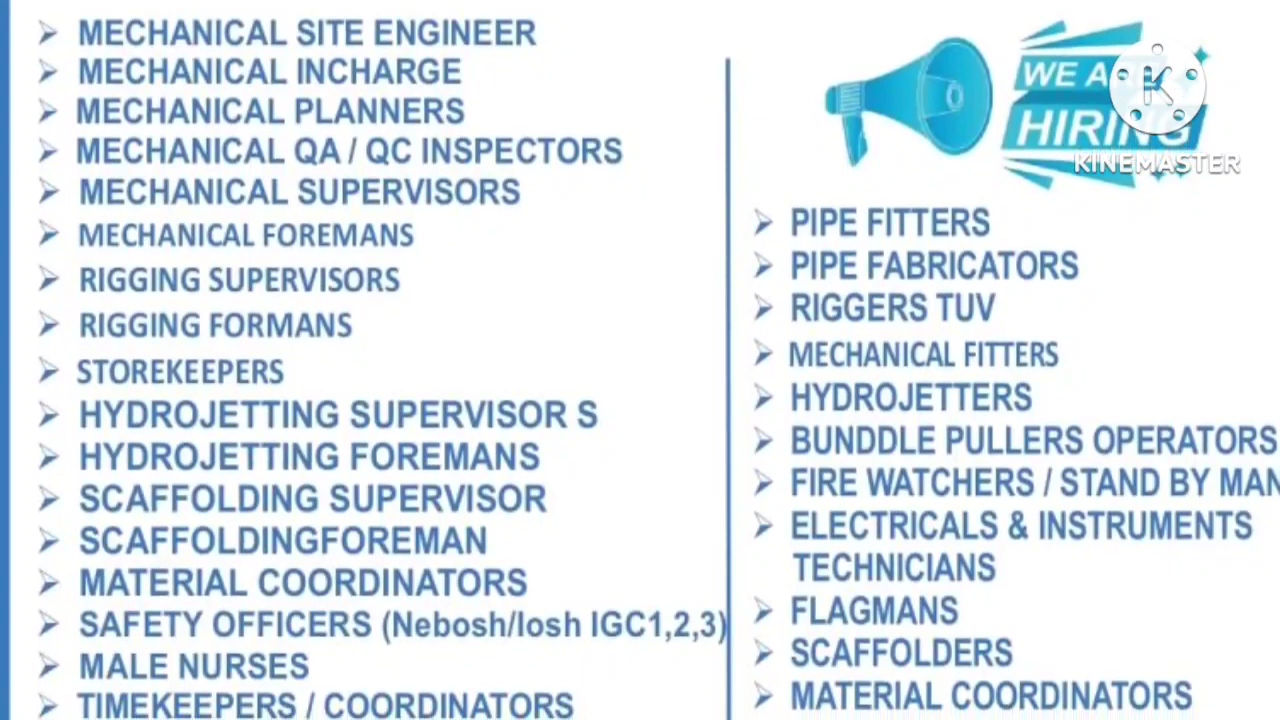 MECHANICAL SITE ENGINEER
MECHANICAL INCHARGE
MECHANICAL PLANNERS
MECHANICAL QA / QC INSPECTORS
MECHANICAL SUPERVISORS
MECHANICAL FOREMANS
RIGGING SUPERVISORS
RIGGING FORMANS
STOREKEEPERS
HYDROJETTING SUPERVISOR S
HYDROJETTING FOREMANS
SCAFFOLDING SUPERVISOR
SCAFFOLDINGFOREMAN
MATERIAL COORDINATORS
SAFETY OFFICERS (Nebosh/Iosh IGC1,2,3)
MALE NURSES
TIMEKEEPERS / COORDINATORS
WE
HIRING
KINEMASTER
PIPE FITTERS
PIPE FABRICATORS
RIGGERS TUV
MECHANICAL FITTERS
HYDROJETTERS
BUNDDLE PULLERS OPERATORS
FIRE WATCHERS / STAND BY MAN
ELECTRICALS & INSTRUMENTS
TECHNICIANS
FLAGMANS
SCAFFOLDERS
MATERIAL COORDINATORS